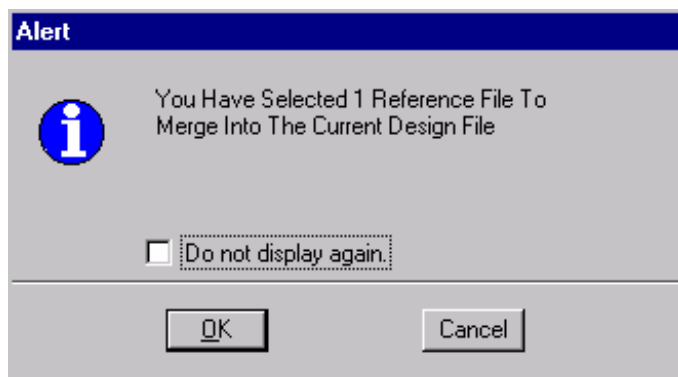 Alert
You Have Selected 1 Reference File To
Merge Into The Current Design File
Do not display again.
OK
Cancel